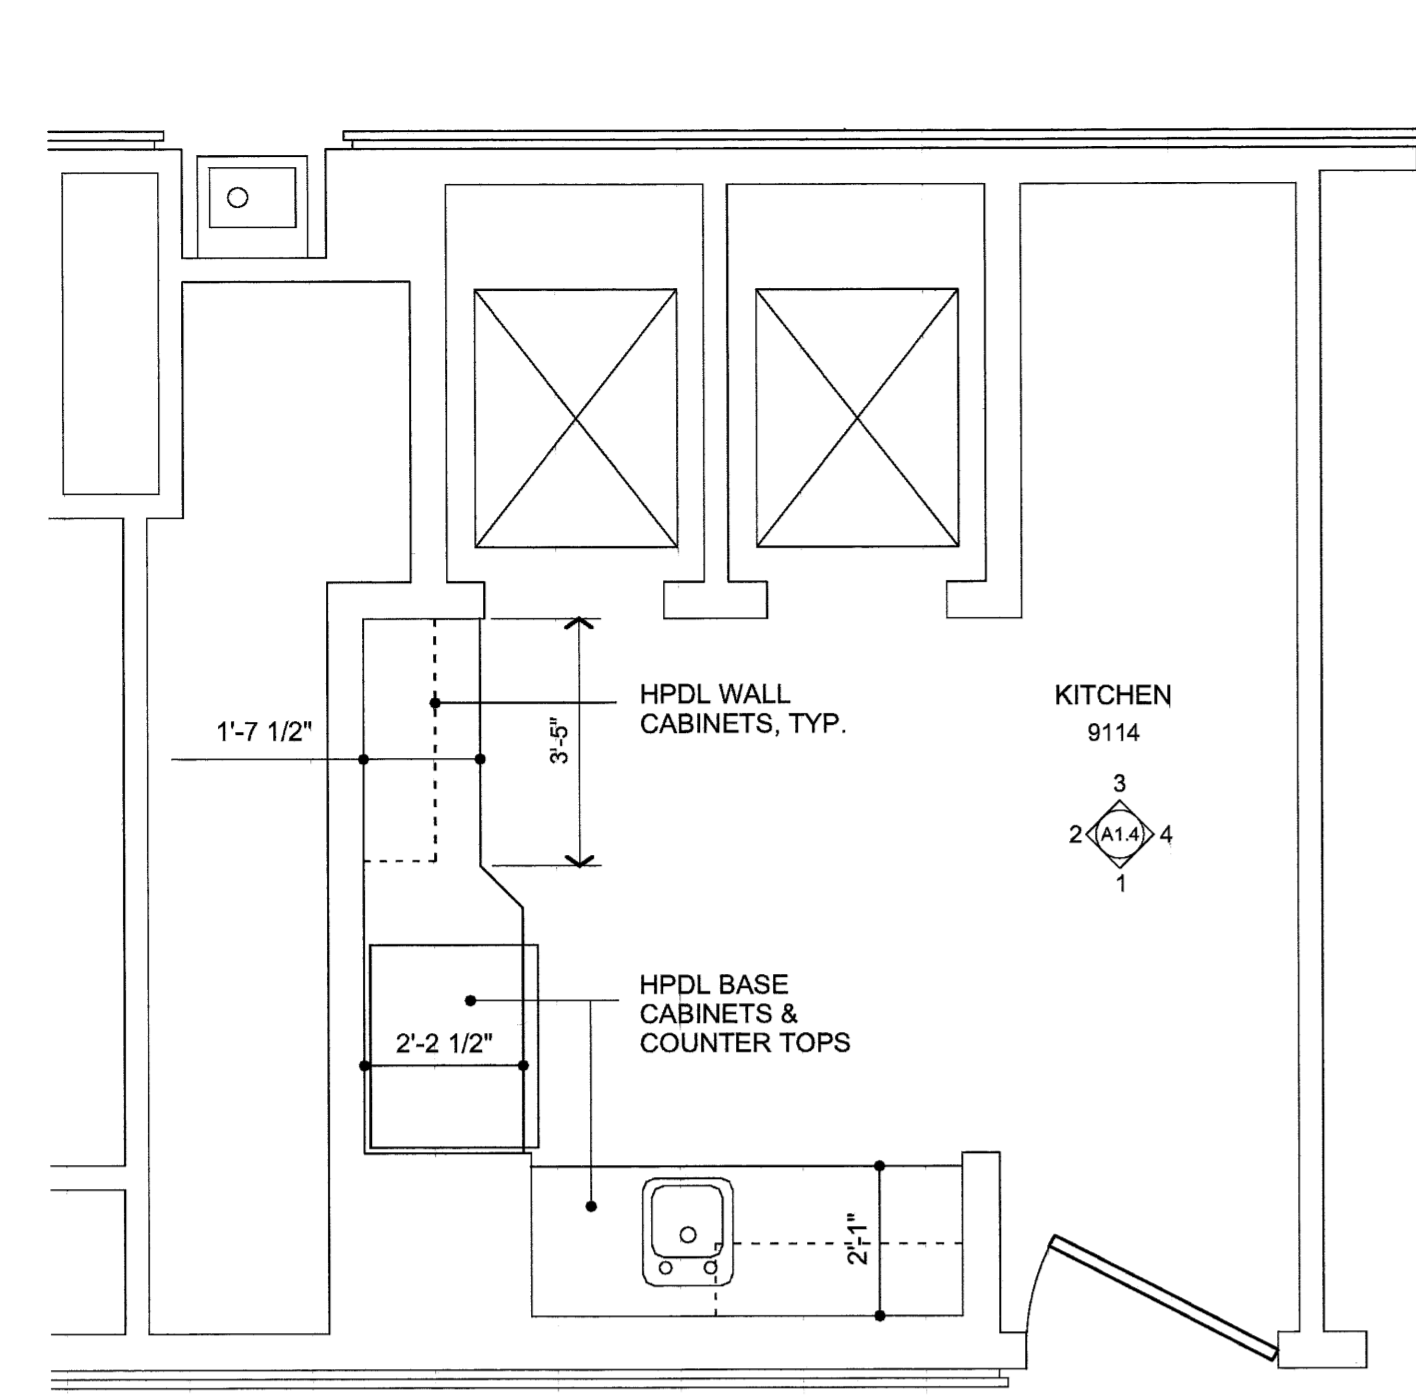 HPDL WALL
CABINETS, TYP.
1'-7 1/2"
3'-5"
KITCHEN
9114
3
2 A1.4 4
1
HPDL BASE
CABINETS &
COUNTER TOPS
2'-2 1/2"
2'-1"